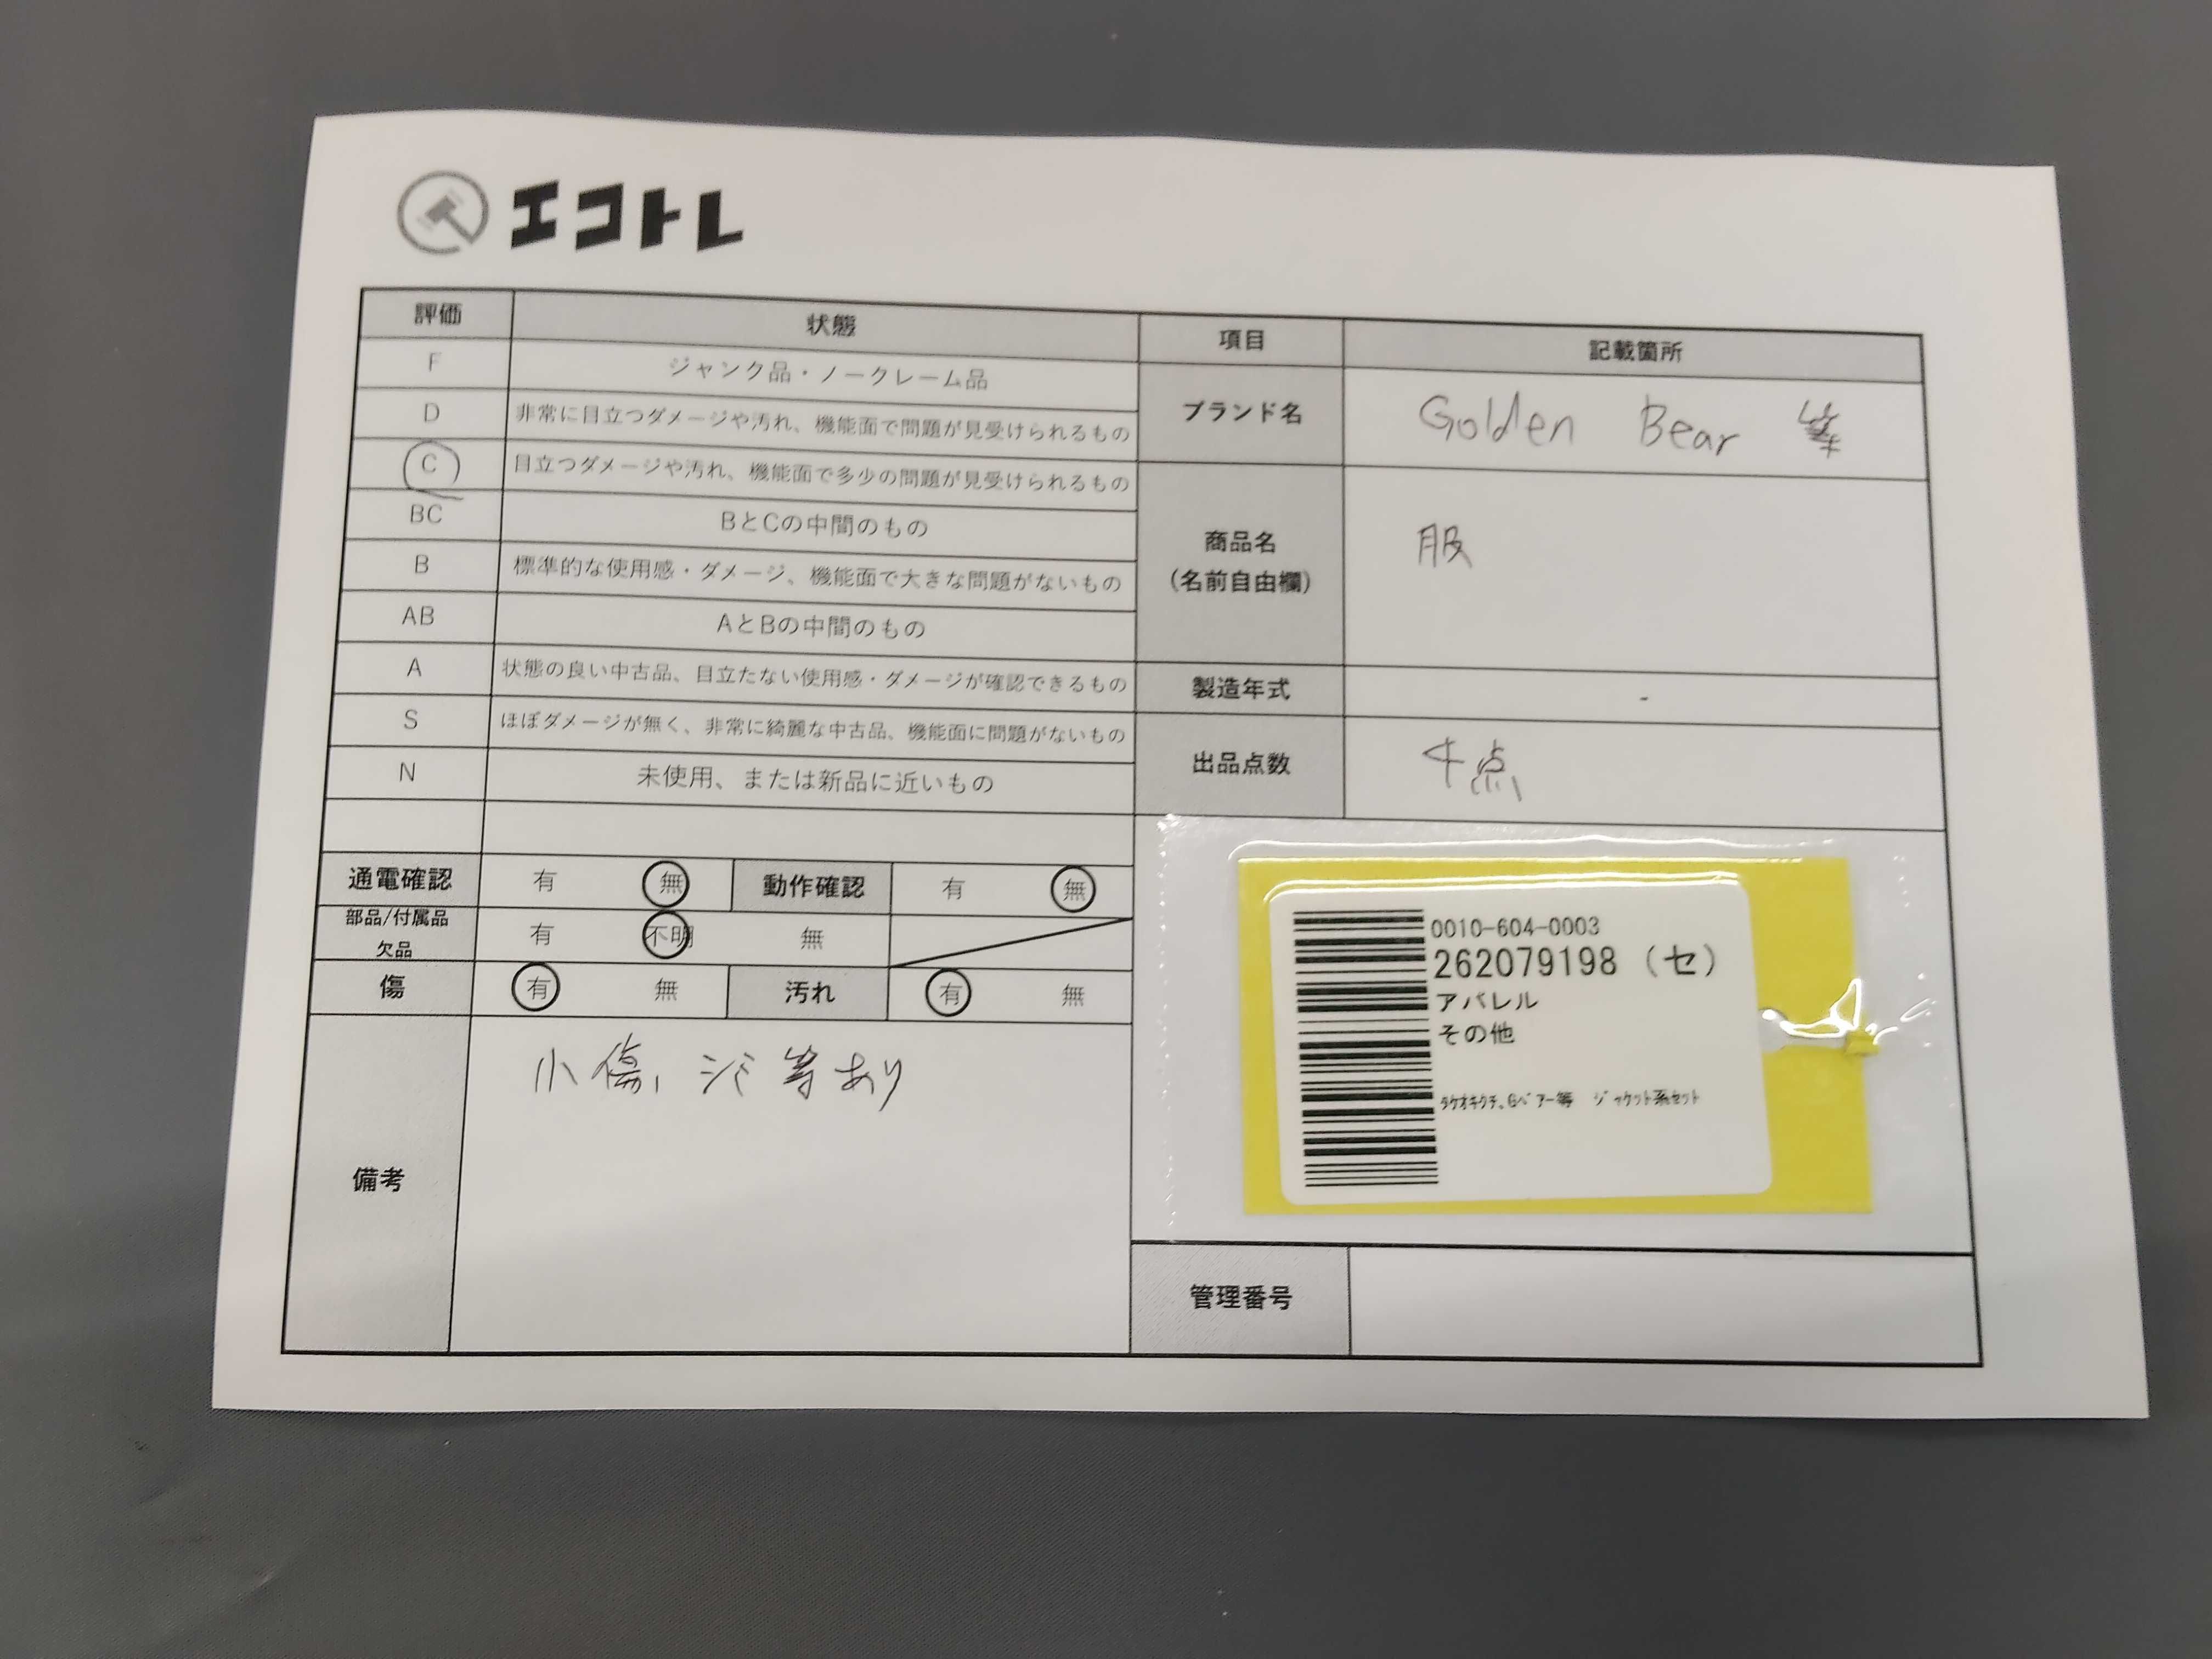 エコトレ
評価 状態 項目 記載箇所
F ジャンク品・ノークレーム品
D 非常に目立つダメージや汚れ、機能面で問題が見受けられるもの
C 目立つダメージや汚れ、機能面で多少の問題が見受けられるもの
BC BとCの中間のもの
B 標準的な使用感・ダメージ、機能面で大きな問題がないもの
AB AとBの中間のもの
A 状態の良い中古品、目立たない使用感・ダメージが確認できるもの
S ほぼダメージが無く、非常に綺麗な中古品、機能面に問題がないもの
N 未使用、または新品に近いもの
ブランド名 Golden Bear 等
商品名
(名前自由欄)
服
製造年式 -
出品点数 4点
通電確認 有 無 動作確認 有 無
部品/付属品
欠品
有 不明 無
傷 有 無 汚れ 有 無
備考
小傷、シミ等あり
0010-604-0003
262079198 (セ)
アパレル
その他
タケオキクチ、Gベアー等 ジャケット系セット
管理番号